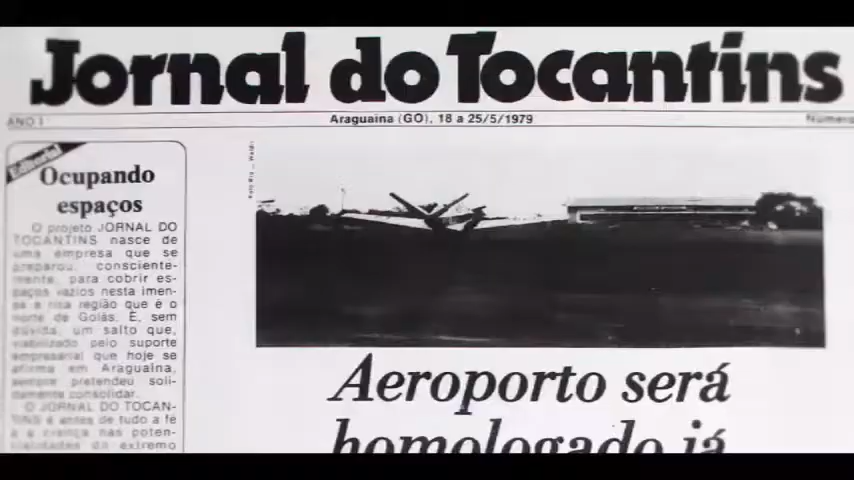 Jornal do Tocantins
ANO I
Araguaína (GO), 18 a 25/5/1979
Número
Editorial
Ocupando
espaços
O projeto JORNAL DO
TOCANTINS nasce de
uma empresa que se
preparou, consciente-
mente, para cobrir es-
paços vazios nesta imen-
sa e rica região que é o
norte de Goiás. É, sem
dúvida, um salto que,
viabilizado pelo suporte
empresarial que hoje se
afirma em Araguaína,
sempre pretendeu soli-
damente consolidar.
O JORNAL DO TOCAN-
TINS é antes de tudo a fé
e a crença nas poten-
cialidades do extremo
Aeroporto será
homologado já